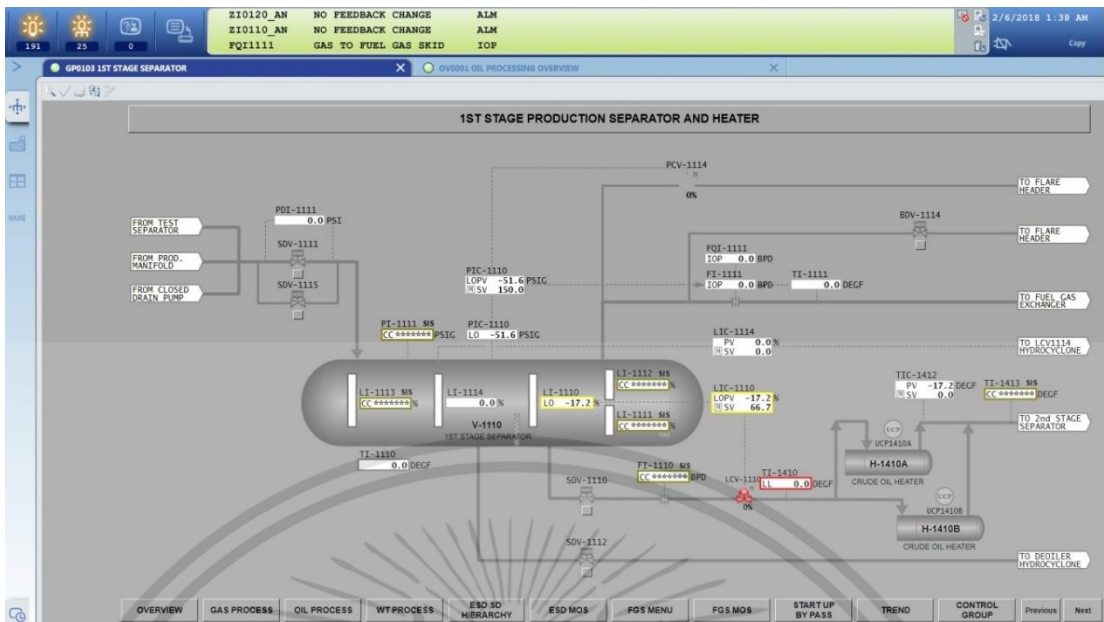 191
25
0
ZI0120_AN NO FEEDBACK CHANGE ALM
ZI0110_AN NO FEEDBACK CHANGE ALM
FQI1111 GAS TO FUEL GAS SKID IOP
2/6/2018 1:38 AM
Copy
GP0103 1ST STAGE SEPARATOR
OV0001 OIL PROCESSING OVERVIEW
NAME
1ST STAGE PRODUCTION SEPARATOR AND HEATER
PCV-1114
0%
TO FLARE
HEADER
BDV-1114
TO FLARE
HEADER
PDI-1111
0.0 PSI
FROM TEST
SEPARATOR
SDV-1111
FROM PROD.
MANIFOLD
SDV-1115
FROM CLOSED
DRAIN PUMP
FQI-1111
IOP 0.0 BPD
FI-1111
IOP 0.0 BPD
TI-1111
0.0 DEGF
TO FUEL GAS
EXCHANGER
PIC-1110
LOPV -51.6 PSIG
M SV 150.0
PI-1111 SIS
CC ******* PSIG
PIC-1110
LO -51.6 PSIG
LIC-1114
PV 0.0 %
M SV 0.0
TO LCV1114
HYDROCYCLONE
LI-1113 SIS
CC ******* %
LI-1114
0.0 %
LI-1110
LO -17.2 %
LI-1112 SIS
CC ******* %
LI-1111 SIS
CC ******* %
LIC-1110
LOPV -17.2 %
M SV 66.7
TIC-1412
PV -17.2 DEGF
M SV 0.0
TI-1413 SIS
CC ******* DEGF
TO 2nd STAGE
SEPARATOR
V-1110
1ST STAGE SEPARATOR
TI-1110
0.0 DEGF
UCP
UCP1410A
H-1410A
CRUDE OIL HEATER
SDV-1110
FI-1110 SIS
CC ******* BPD
LCV-1110
0%
TI-1410
LL 0.0 DEGF
UCP
UCP1410B
H-1410B
CRUDE OIL HEATER
SDV-1112
TO DEOILER
HYDROCYCLONE
OVERVIEW
GAS PROCESS
OIL PROCESS
WT PROCESS
ESD SD
HIERARCHY
ESD MOS
FGS MENU
FGS MOS
START UP
BY PASS
TREND
CONTROL
GROUP
Previous
Next